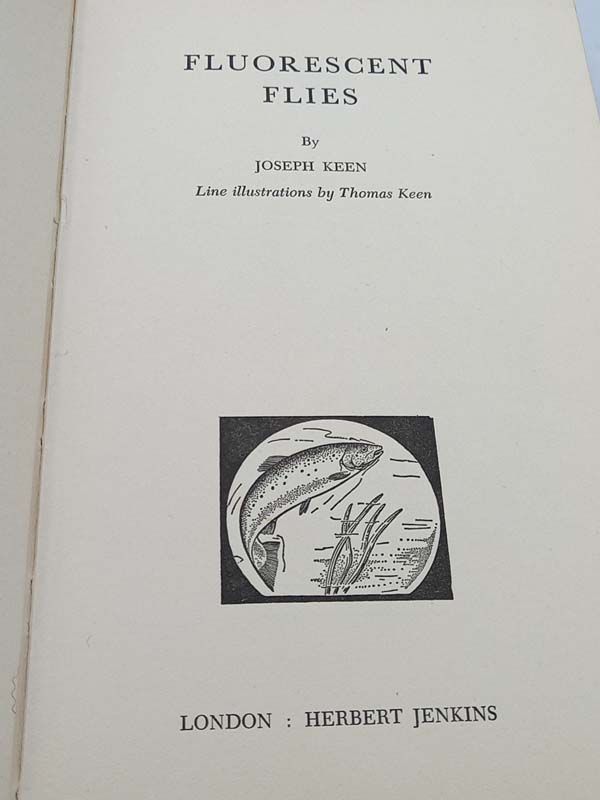 FLUORESCENT
FLIES
By
JOSEPH KEEN
Line illustrations by Thomas Keen
LONDON : HERBERT JENKINS